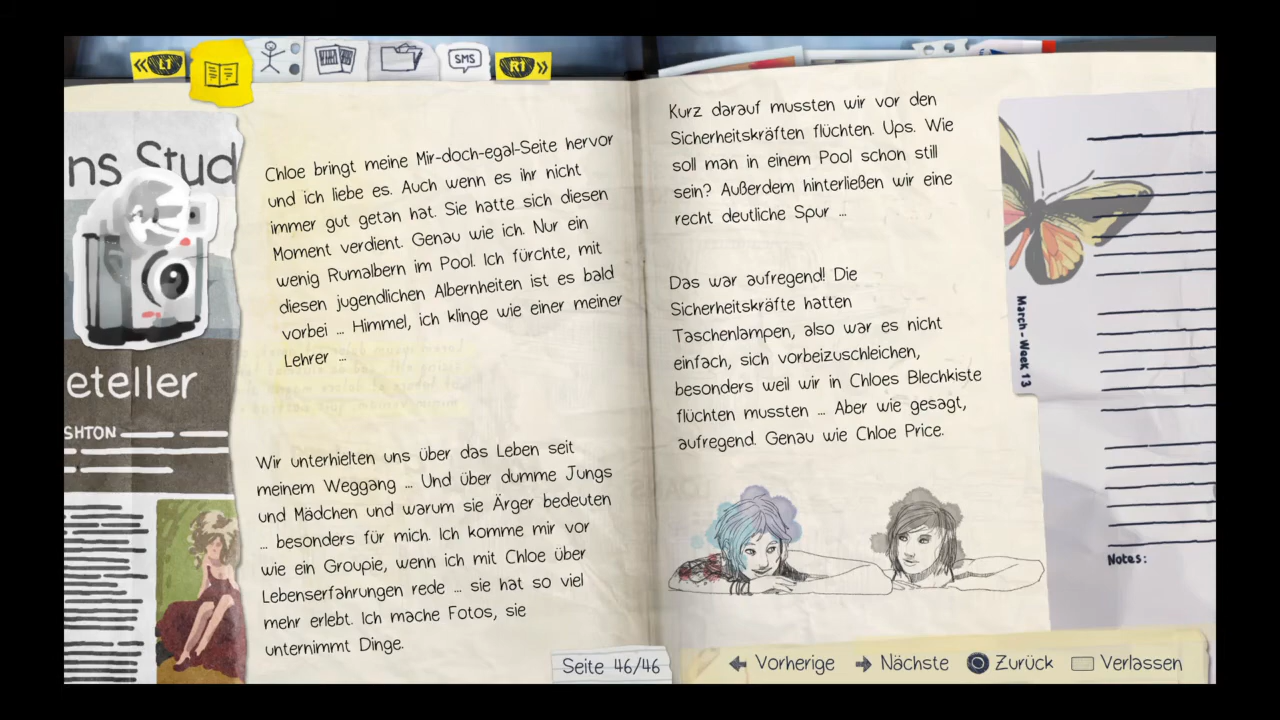 L1
SMS
R1
ns Stud
eteller
SHTON
Chloe bringt meine Mir-doch-egal-Seite hervor
und ich liebe es. Auch wenn es ihr nicht
immer gut getan hat. Sie hatte sich diesen
Moment verdient. Genau wie ich. Nur ein
wenig Rumalbern im Pool. Ich fürchte, mit
diesen jugendlichen Albernheiten ist es bald
vorbei ... Himmel, ich klinge wie einer meiner
Lehrer ...
Wir unterhielten uns über das Leben seit
meinem Weggang ... Und über dumme Jungs
und Mädchen und warum sie Ärger bedeuten
... besonders für mich. Ich komme mir vor
wie ein Groupie, wenn ich mit Chloe über
Lebenserfahrungen rede ... sie hat so viel
mehr erlebt. Ich mache Fotos, sie
unternimmt Dinge.
Kurz darauf mussten wir vor den
Sicherheitskräften flüchten. Ups. Wie
soll man in einem Pool schon still
sein? Außerdem hinterließen wir eine
recht deutliche Spur ...
Das war aufregend! Die
Sicherheitskräfte hatten
Taschenlampen, also war es nicht
einfach, sich vorbeizuschleichen,
besonders weil wir in Chloes Blechkiste
flüchten mussten ... Aber wie gesagt,
aufregend. Genau wie Chloe Price.
March - Week 13
Notes:
Seite 46/46
Vorherige
Nächste
Zurück
Verlassen